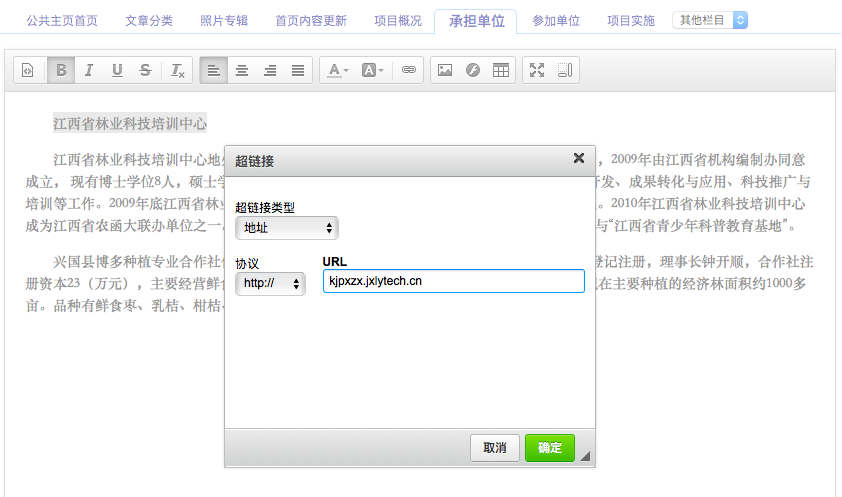 公共主页首页 文章分类 照片专辑 首页内容更新 项目概况 承担单位 参加单位 项目实施 其他栏目
B I U S Tx A A
江西省林业科技培训中心
江西省林业科技培训中心地处 ，2009年由江西省机构编制办同意
成立， 现有博士学位8人，硕士学 开发、成果转化与应用、科技推广与
培训等工作。2009年底江西省林业 。2010年江西省林业科技培训中心
成为江西省农函大联办单位之一， 与“江西省青少年科普教育基地”。
兴国县博多种植专业合作社位 登记注册，理事长钟开顺，合作社注
册资本23（万元），主要经营鲜食 在主要种植的经济林面积约1000多
亩。品种有鲜食枣、乳桔、柑桔、
超链接
超链接类型
地址
协议 URL
http:// kjpxzx.jxlytech.cn
取消 确定